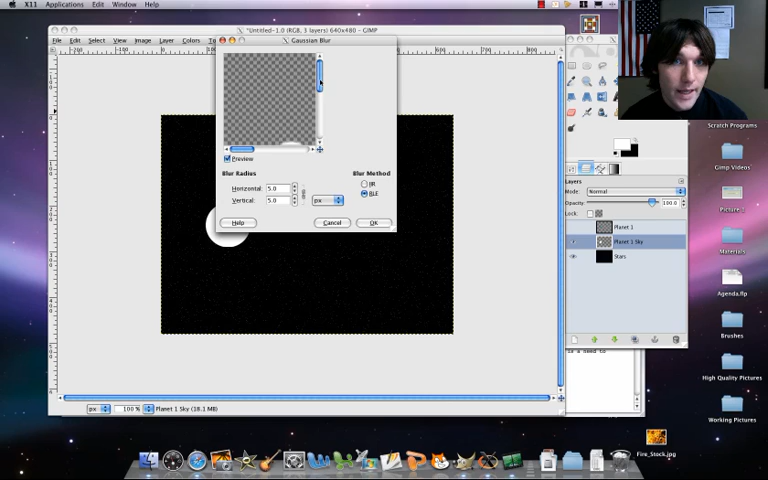 X11 Applications Edit Window Help
*Untitled-1.0 (RGB, 3 layers) 640x480 – GIMP
File Edit Select View Image Layer Colors To
Gaussian Blur
Preview
Blur Radius
Blur Method
Horizontal: 5.0
IIR
Vertical: 5.0
px
RLE
Help
Cancel
OK
Layers
Mode: Normal
Opacity: 100.0
Lock:
Planet 1
Planet 1 Sky
Stars
is a need to
px 100% Planet 1 Sky (18.1 MB)
Scratch Programs
Gimp Videos
Picture 1
Materials
Agenda.flp
Brushes
High Quality Pictures
Working Pictures
Fire_Stock.jpg